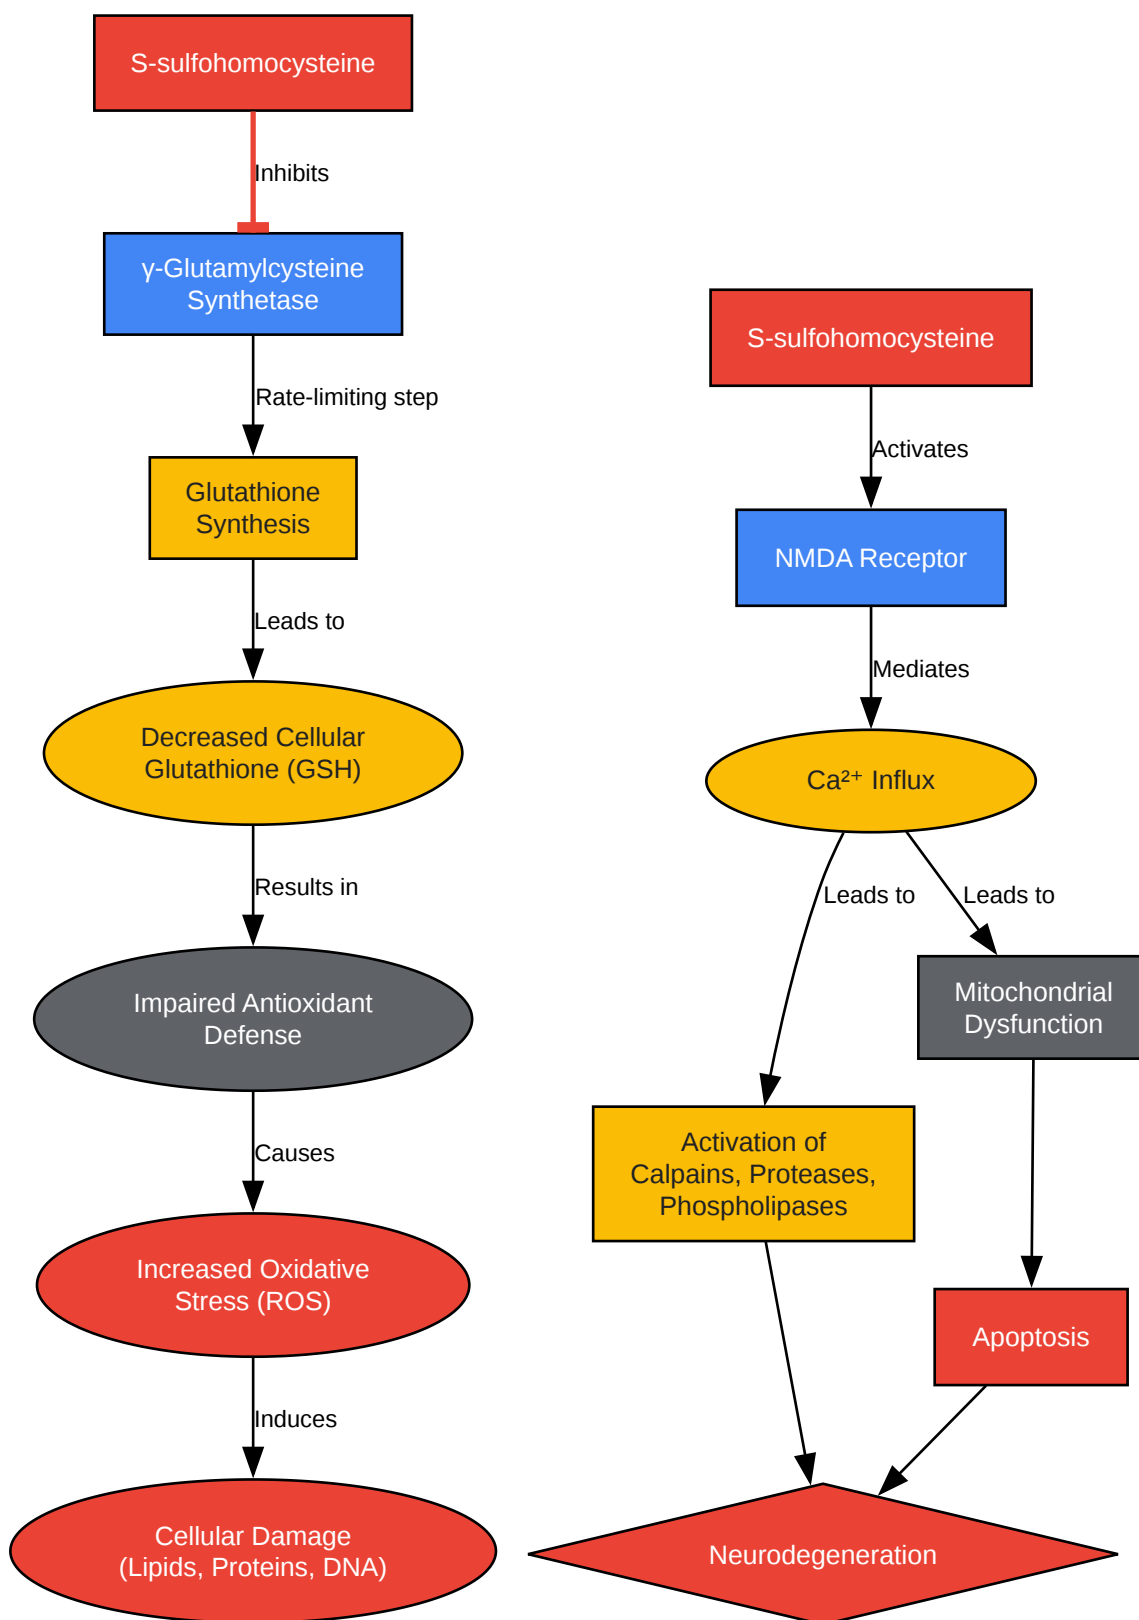 S-sulfohomocysteine
Inhibits
γ-Glutamylcysteine
Synthetase
Rate-limiting step
Glutathione
Synthesis
Leads to
Decreased Cellular
Glutathione (GSH)
Results in
Impaired Antioxidant
Defense
Causes
Increased Oxidative
Stress (ROS)
Induces
Cellular Damage
(Lipids, Proteins, DNA)
S-sulfohomocysteine
Activates
NMDA Receptor
Mediates
Ca²⁺ Influx
Leads to
Leads to
Mitochondrial
Dysfunction
Activation of
Calpains, Proteases,
Phospholipases
Apoptosis
Neurodegeneration